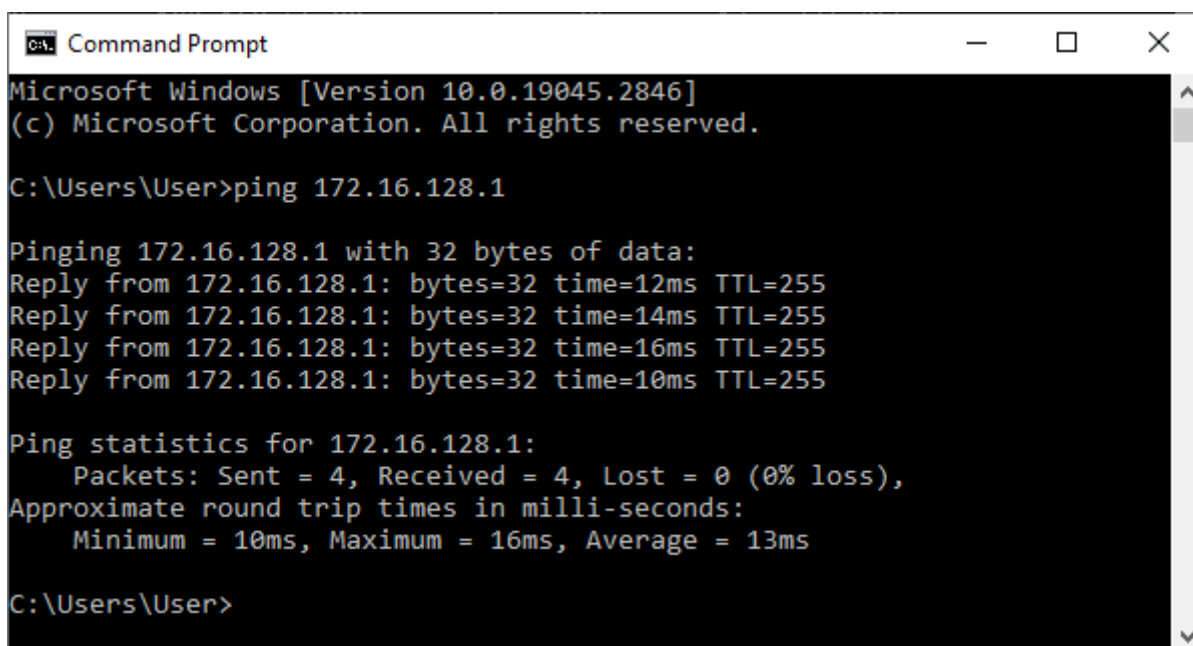 Command Prompt
Microsoft Windows [Version 10.0.19045.2846]
(c) Microsoft Corporation. All rights reserved.
C:\Users\User>ping 172.16.128.1
Pinging 172.16.128.1 with 32 bytes of data:
Reply from 172.16.128.1: bytes=32 time=12ms TTL=255
Reply from 172.16.128.1: bytes=32 time=14ms TTL=255
Reply from 172.16.128.1: bytes=32 time=16ms TTL=255
Reply from 172.16.128.1: bytes=32 time=10ms TTL=255
Ping statistics for 172.16.128.1:
    Packets: Sent = 4, Received = 4, Lost = 0 (0% loss),
Approximate round trip times in milli-seconds:
    Minimum = 10ms, Maximum = 16ms, Average = 13ms
C:\Users\User>